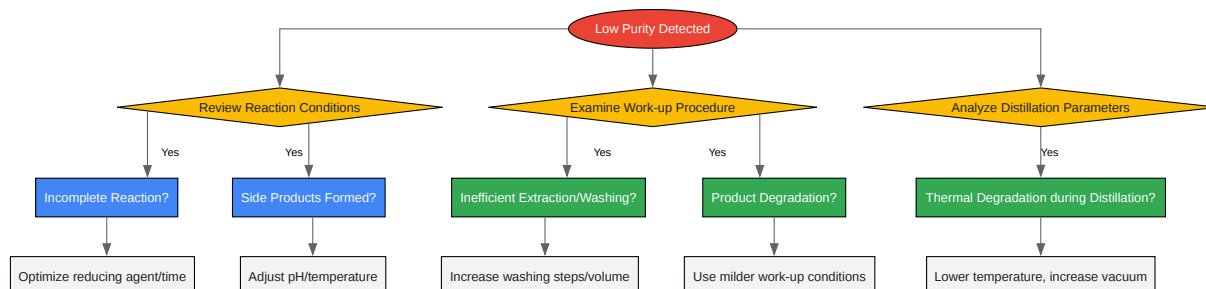 Low Purity Detected
Review Reaction Conditions
Examine Work-up Procedure
Analyze Distillation Parameters
Yes
Yes
Yes
Yes
Yes
Incomplete Reaction?
Side Products Formed?
Inefficient Extraction/Washing?
Product Degradation?
Thermal Degradation during Distillation?
Optimize reducing agent/time
Adjust pH/temperature
Increase washing steps/volume
Use milder work-up conditions
Lower temperature, increase vacuum